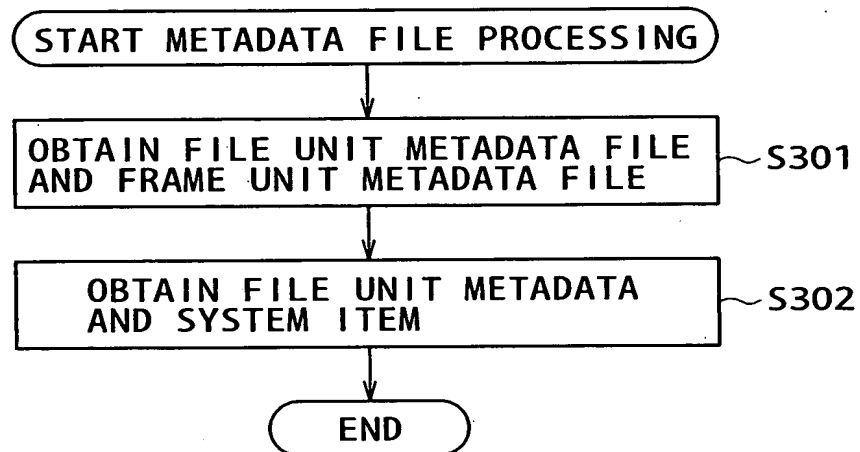 START METADATA FILE PROCESSING
OBTAIN FILE UNIT METADATA FILE
AND FRAME UNIT METADATA FILE
S301
OBTAIN FILE UNIT METADATA
AND SYSTEM ITEM
S302
END